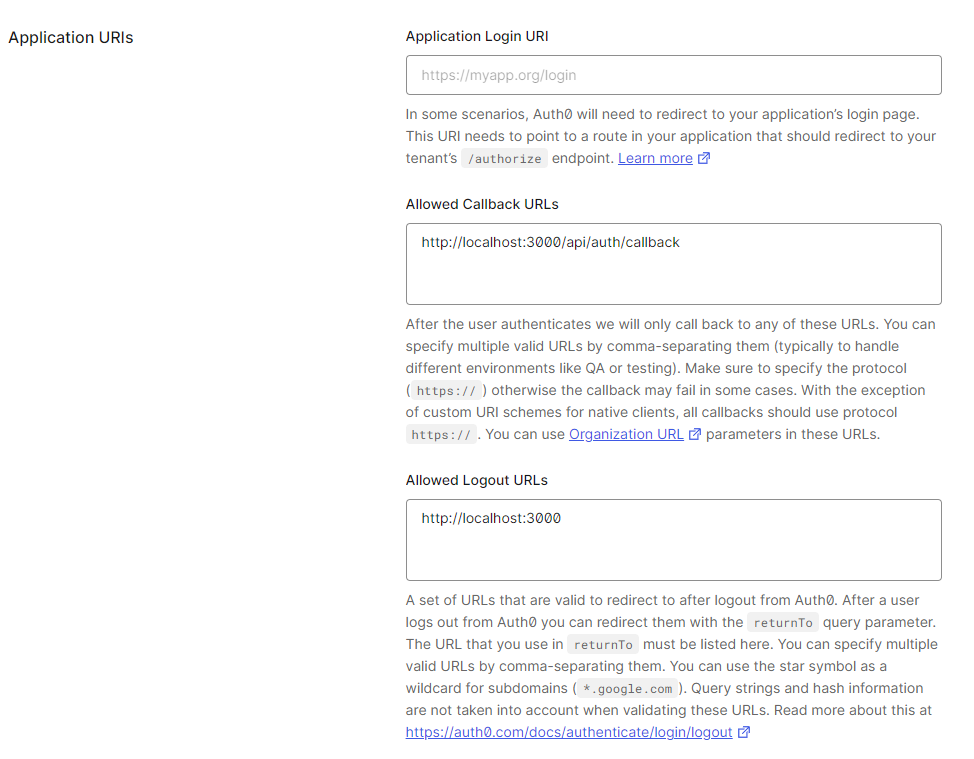 Application URIs
Application Login URI
https://myapp.org/login
In some scenarios, Auth0 will need to redirect to your application’s login page.
This URI needs to point to a route in your application that should redirect to your
tenant’s /authorize endpoint. Learn more
Allowed Callback URLs
http://localhost:3000/api/auth/callback
After the user authenticates we will only call back to any of these URLs. You can
specify multiple valid URLs by comma-separating them (typically to handle
different environments like QA or testing). Make sure to specify the protocol
( https:// ) otherwise the callback may fail in some cases. With the exception
of custom URI schemes for native clients, all callbacks should use protocol
https:// . You can use Organization URL parameters in these URLs.
Allowed Logout URLs
http://localhost:3000
A set of URLs that are valid to redirect to after logout from Auth0. After a user
logs out from Auth0 you can redirect them with the returnTo query parameter.
The URL that you use in returnTo must be listed here. You can specify multiple
valid URLs by comma-separating them. You can use the star symbol as a
wildcard for subdomains ( *.google.com ). Query strings and hash information
are not taken into account when validating these URLs. Read more about this at
https://auth0.com/docs/authenticate/login/logout